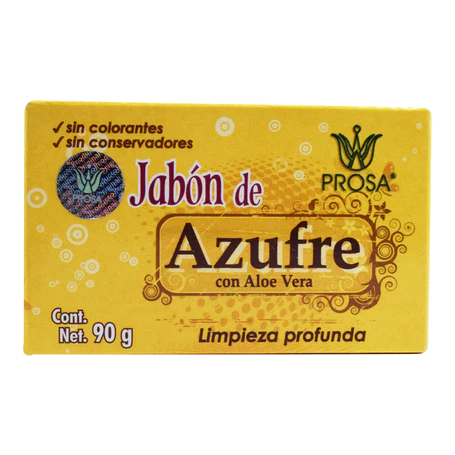 ✓ sin colorantes
✓ sin conservadores
PROSA®
PROSA
Jabón de
Azufre
con Aloe Vera
Cont.
Net. 90 g
Limpieza profunda